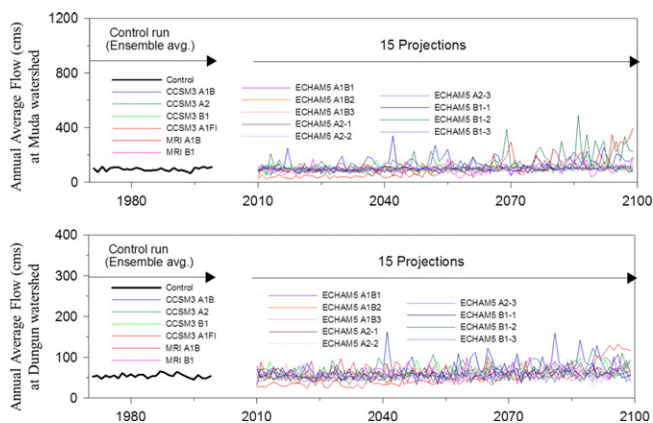 Control run
(Ensemble avg.)
15 Projections
Control
CCSM3 A1B
CCSM3 A2
CCSM3 B1
CCSM3 A1FI
MRI A1B
MRI B1
ECHAM5 A1B1
ECHAM5 A1B2
ECHAM5 A1B3
ECHAM5 A2-1
ECHAM5 A2-2
ECHAM5 A2-3
ECHAM5 B1-1
ECHAM5 B1-2
ECHAM5 B1-3
Annual Average Flow (cms)
at Muda watershed
1200
800
400
0
1980
2010
2040
2070
2100
Control run
(Ensemble avg.)
15 Projections
Control
CCSM3 A1B
CCSM3 A2
CCSM3 B1
CCSM3 A1FI
MRI A1B
MRI B1
ECHAM5 A1B1
ECHAM5 A1B2
ECHAM5 A1B3
ECHAM5 A2-1
ECHAM5 A2-2
ECHAM5 A2-3
ECHAM5 B1-1
ECHAM5 B1-2
ECHAM5 B1-3
Annual Average Flow (cms)
at Dungun watershed
400
300
200
100
0
1980
2010
2040
2070
2100